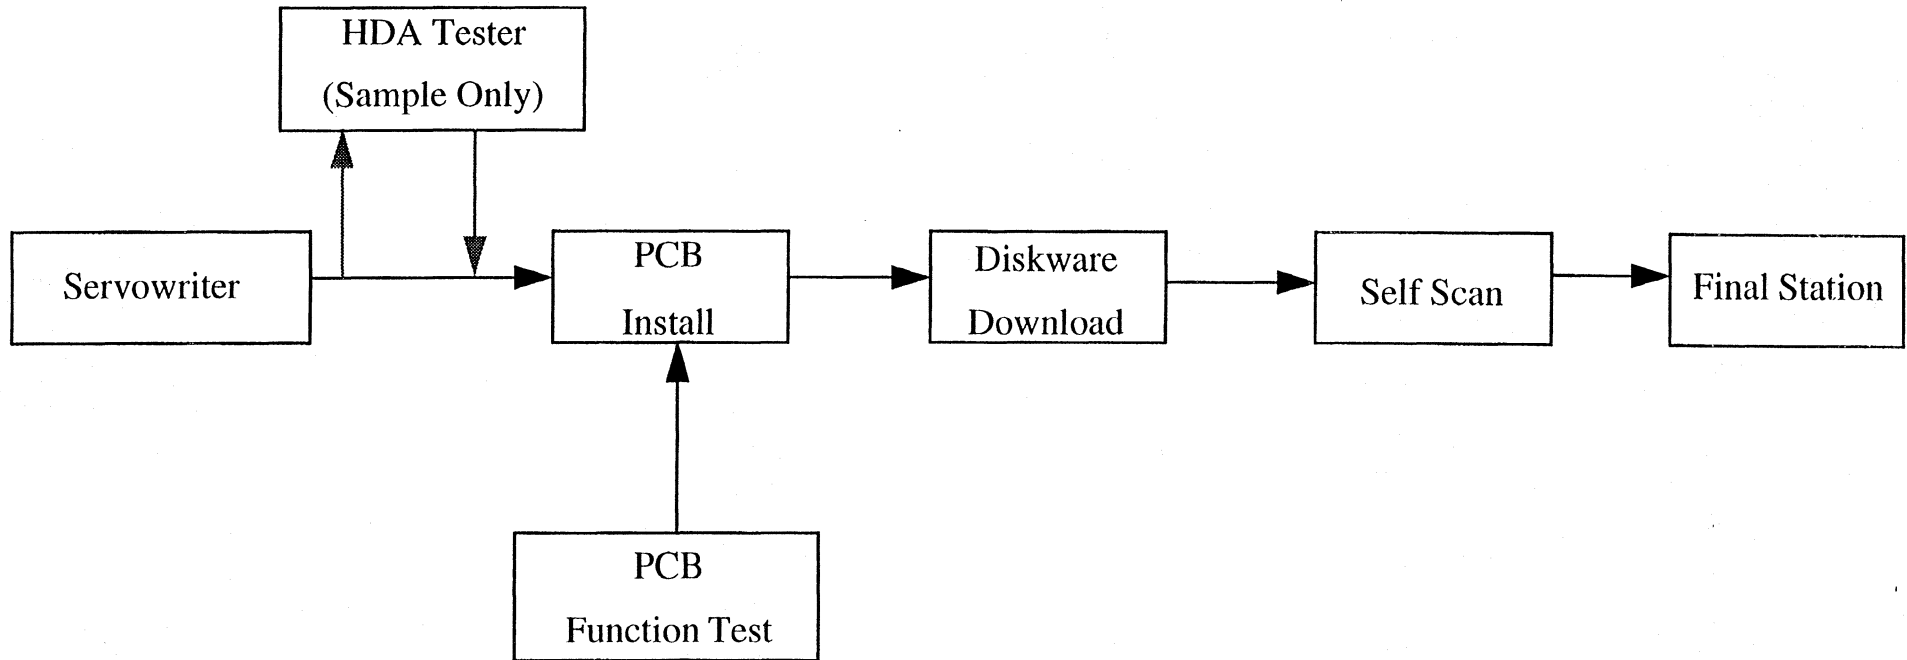 HDA Tester
(Sample Only)
Servowriter
PCB
Install
Diskware
Download
Self Scan
Final Station
PCB
Function Test